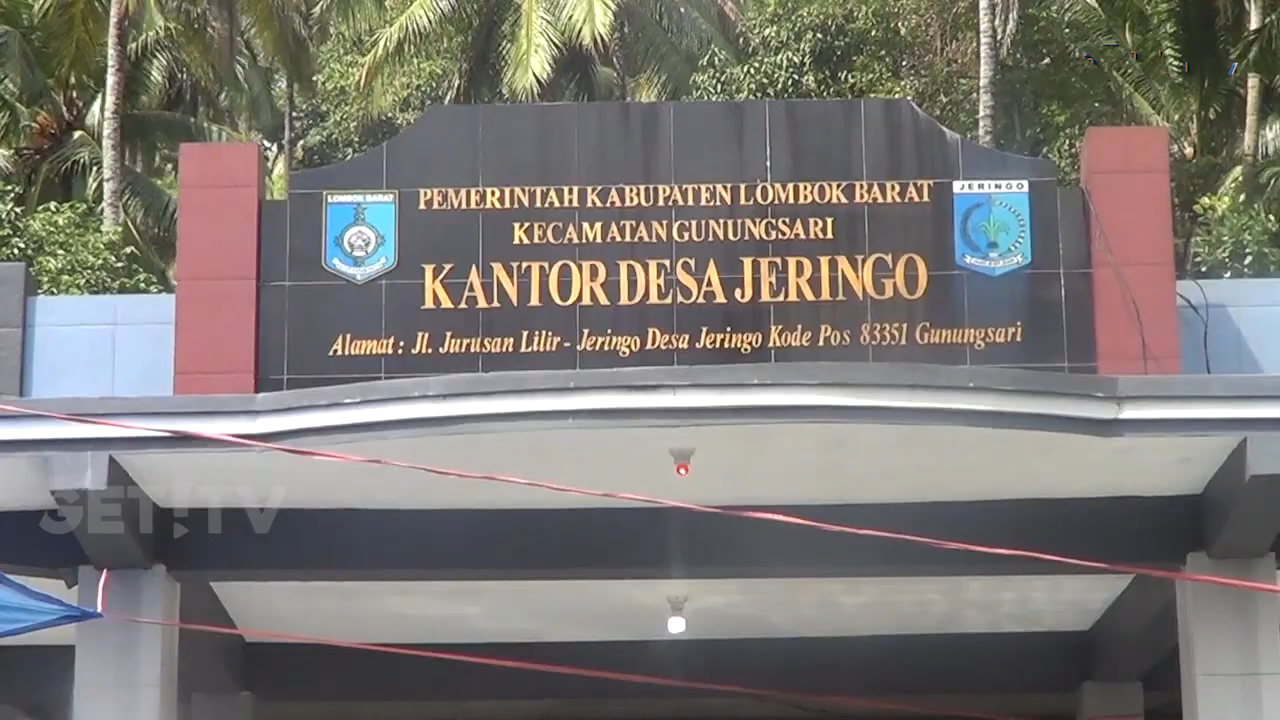 LOMBOK BARAT
JERINGO
PEMERINTAH KABUPATEN LOMBOK BARAT
KECAMATAN GUNUNGSARI
KANTOR DESA JERINGO
Alamat : Jl. Jurusan Lilir - Jeringo Desa Jeringo Kode Pos 83351 Gunungsari
GET!TV